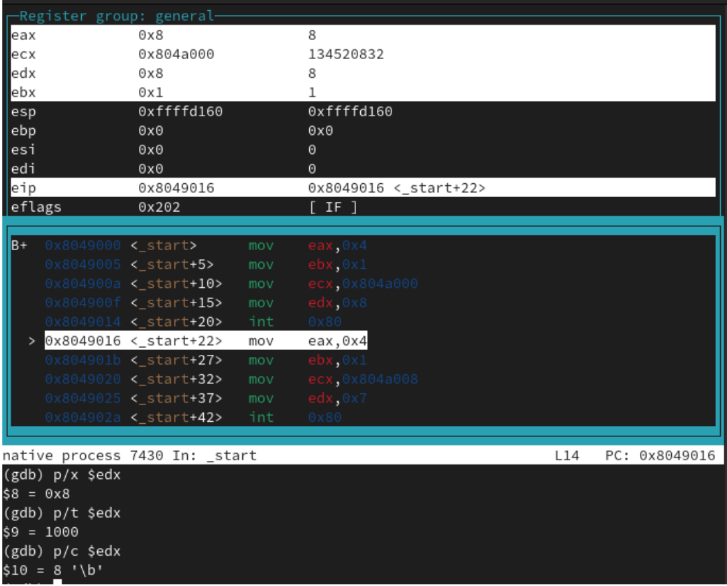 Register group: general
eax 0x8 8
ecx 0x804a000 134520832
edx 0x8 8
ebx 0x1 1
esp 0xffffd160 0xffffd160
ebp 0x0 0x0
esi 0x0 0
edi 0x0 0
eip 0x8049016 0x8049016 <_start+22>
eflags 0x202 [ IF ]
B+ 0x8049000 <_start> mov eax,0x4
0x8049005 <_start+5> mov ebx,0x1
0x804900a <_start+10> mov ecx,0x804a000
0x804900f <_start+15> mov edx,0x8
0x8049014 <_start+20> int 0x80
> 0x8049016 <_start+22> mov eax,0x4
0x804901b <_start+27> mov ebx,0x1
0x8049020 <_start+32> mov ecx,0x804a008
0x8049025 <_start+37> mov edx,0x7
0x804902a <_start+42> int 0x80
native process 7430 In: _start L14 PC: 0x8049016
(gdb) p/x $edx
$8 = 0x8
(gdb) p/t $edx
$9 = 1000
(gdb) p/c $edx
$10 = 8 '\b'